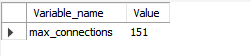 Variable_name Value
max_connections 151